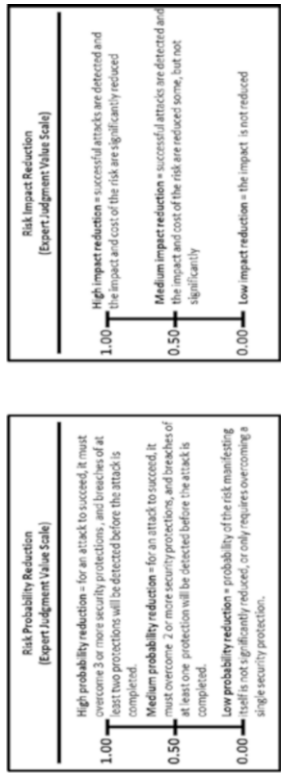 Risk Probability Reduction
(Expert Judgment Value Scale)
High probability reduction = for an attack to succeed, it must
overcome 3 or more security protections, and breaches of at
1.00
least two protections will be detected before the attack is
completed.
Medium probability reduction = for an attack to succeed, it
must overcome 2 or more security protections, and breaches of
0.50
at least one protection will be detected before the attack is
completed.
Low probability reduction = probability of the risk manifesting
0.00
itself is not significantly reduced, or only requires overcoming a
single security protection.
Risk Impact Reduction
(Expert Judgment Value Scale)
High impact reduction = successful attacks are detected and
1.00
the impact and cost of the risk are significantly reduced
Medium impact reduction = successful attacks are detected and
0.50
the impact and cost of the risk are reduced some, but not
significantly
0.00
Low impact reduction = the impact is not reduced